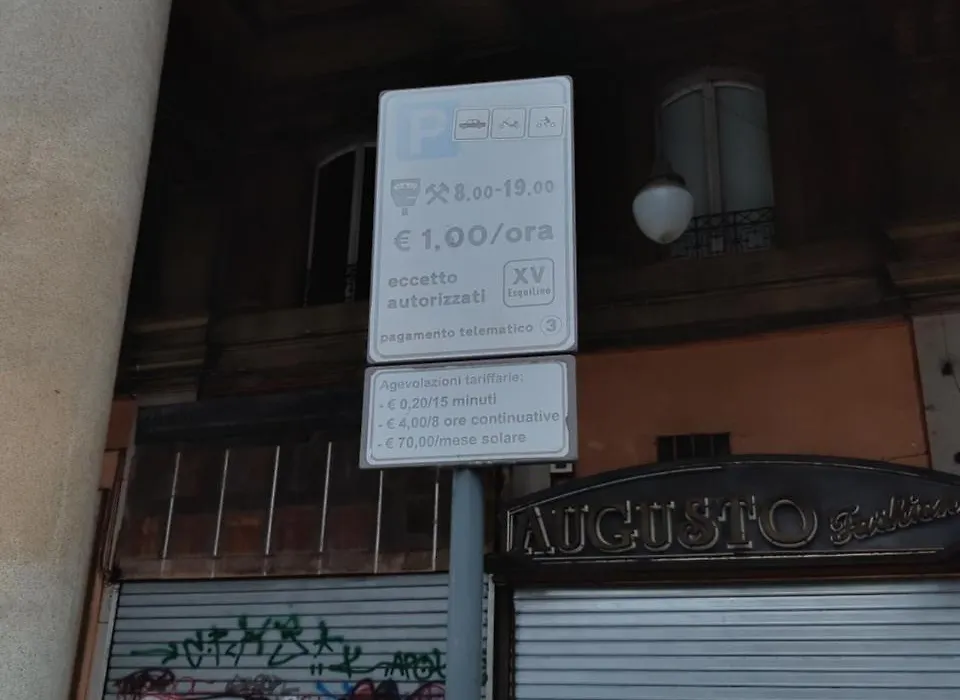 P
8.00-19.00
€ 1,00/ora
eccetto
autorizzati
XV
Esquilino
pagamento telematico 3
Agevolazioni tariffarie:
- € 0,20/15 minuti
- € 4,00/8 ore continuative
- € 70,00/mese solare
AUGUSTO Fashion